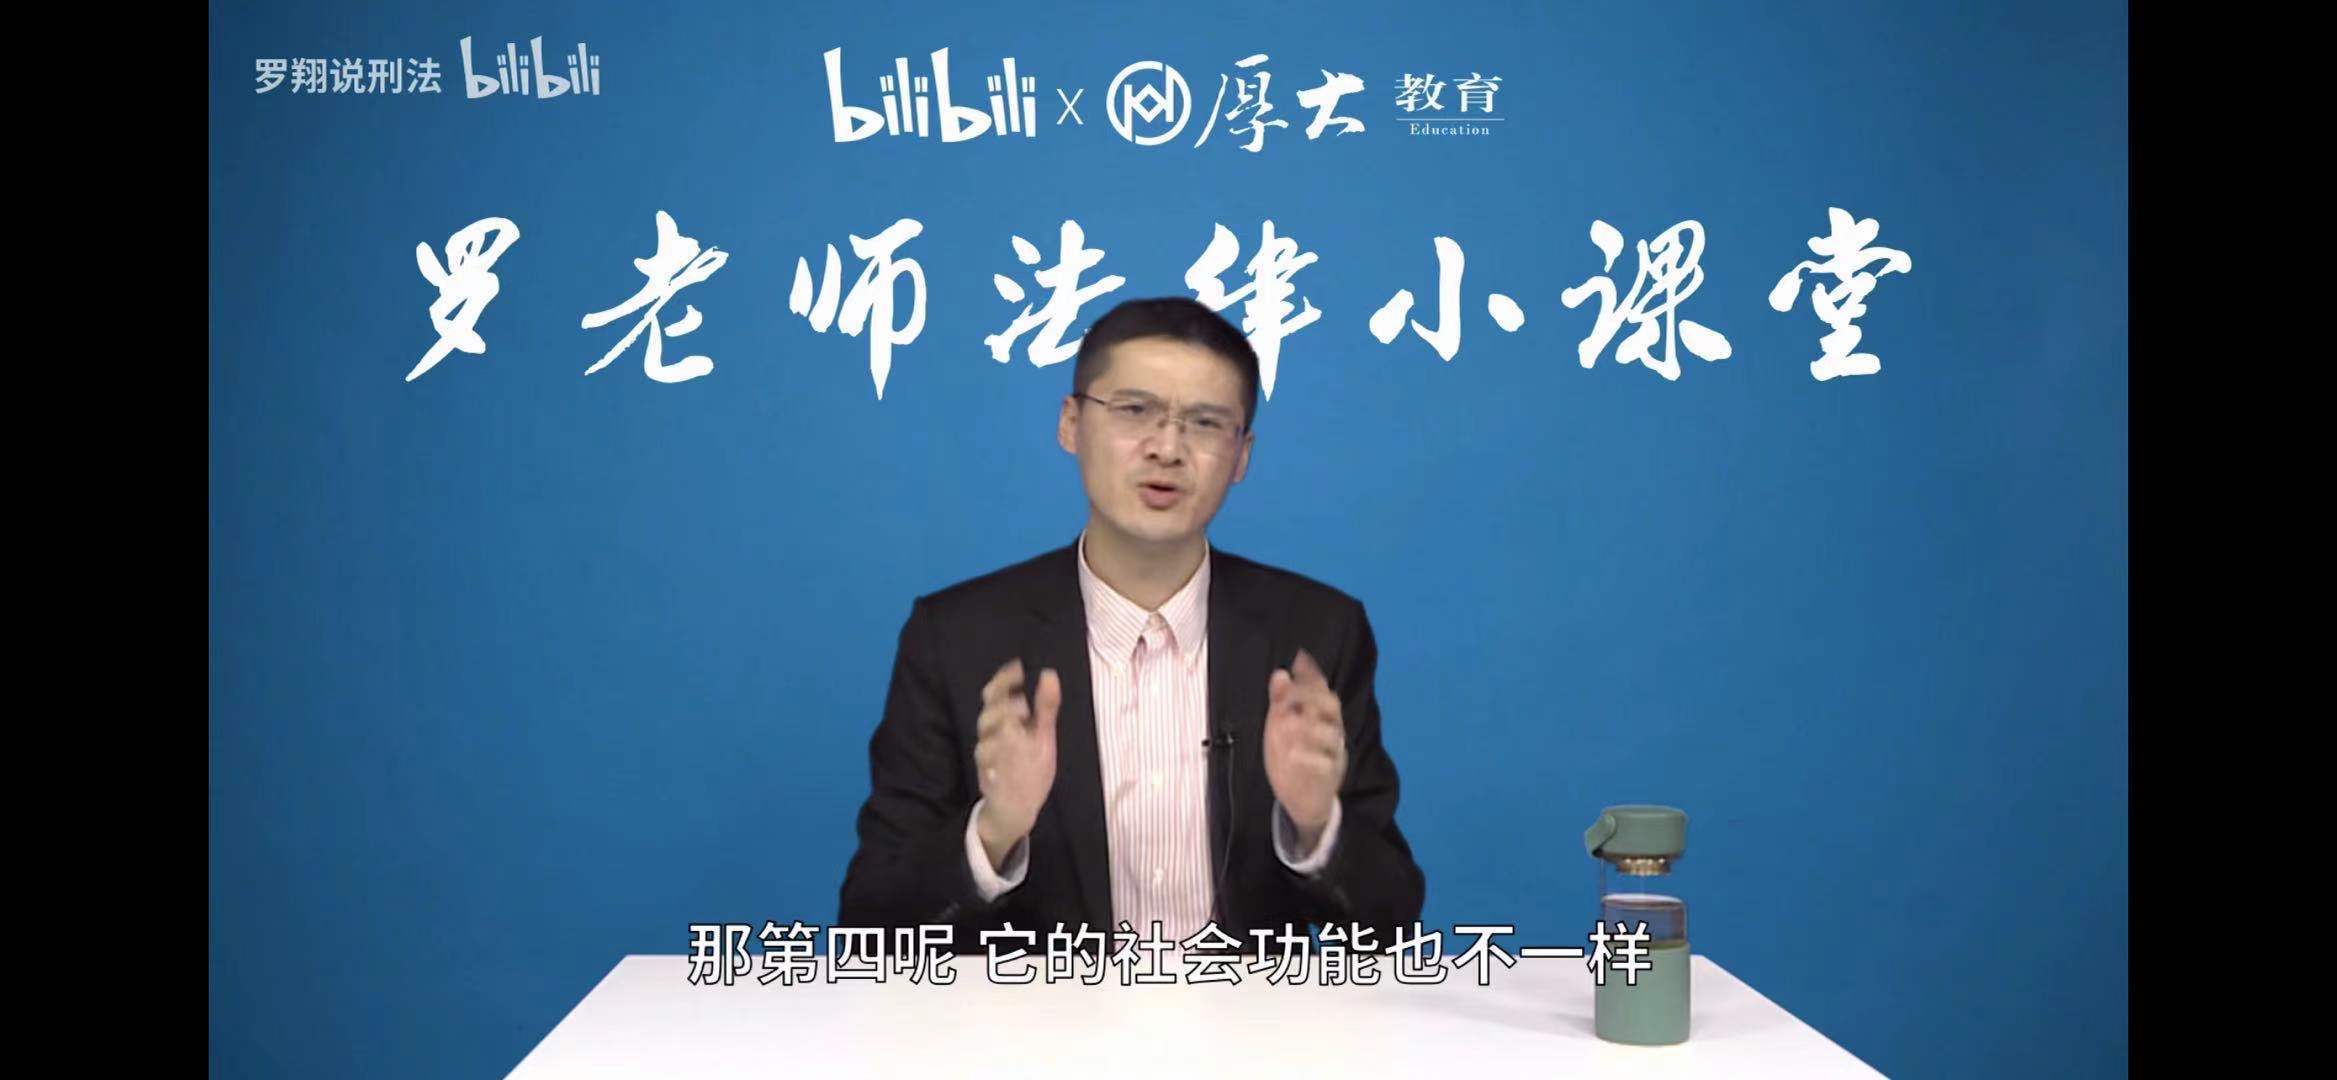 罗翔说刑法 bilibili
bilibili X 厚大 教育
Education
罗老师法律小课堂
那第四呢 它的社会功能也不一样